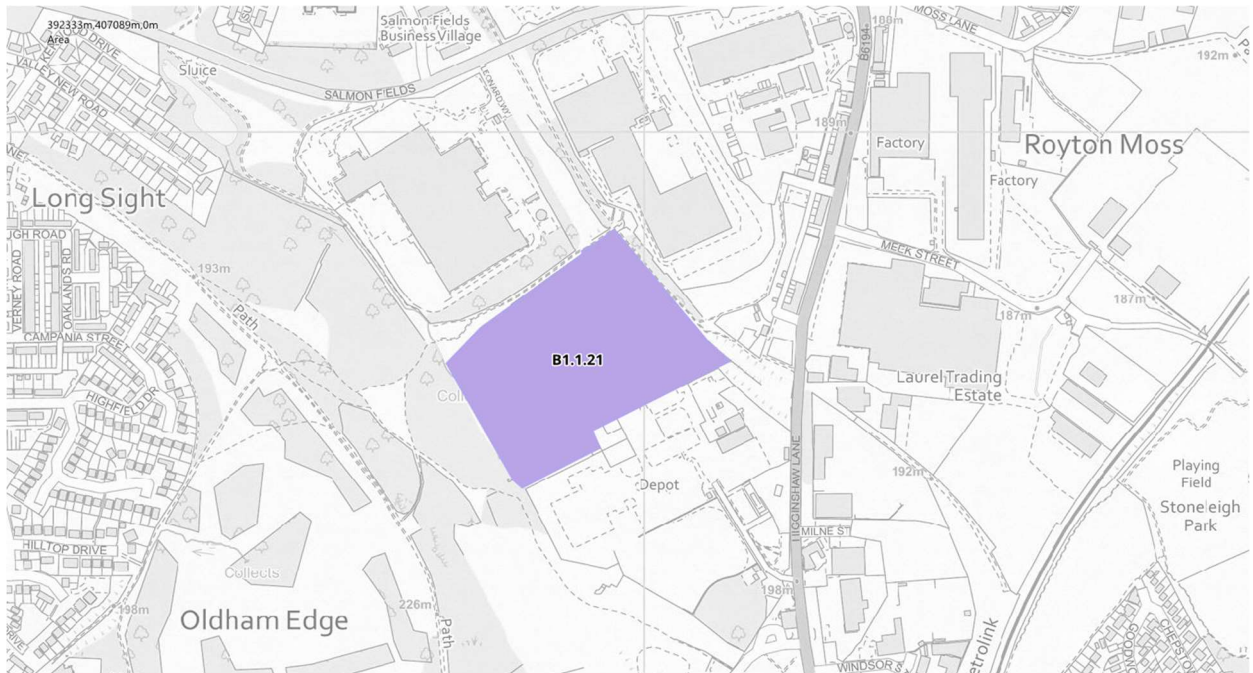 392333m,407089m,0m
Area
Salmon Fields
Business Village
Sluice
VALLEY NEW ROAD
SALMON FIELDS
B6194
180m
MOSS LANE
192m
189m
Factory
Royton Moss
Factory
Long Sight
193m
VERNEY ROAD
OAKLANDS RD
Path
MEEK STREET
187m
187m
CAMPANIA STREE
B1.1.21
HIGHFIELD DR
Laurel Trading
Estate
HIGGINSHAW LANE
192m
Depot
Playing
Field
Stoneleigh
Park
MILNE ST
HILLTOP DRIVE
Collects
198m
198m
226m
Oldham Edge
Path
etrolink
WINDSOR S